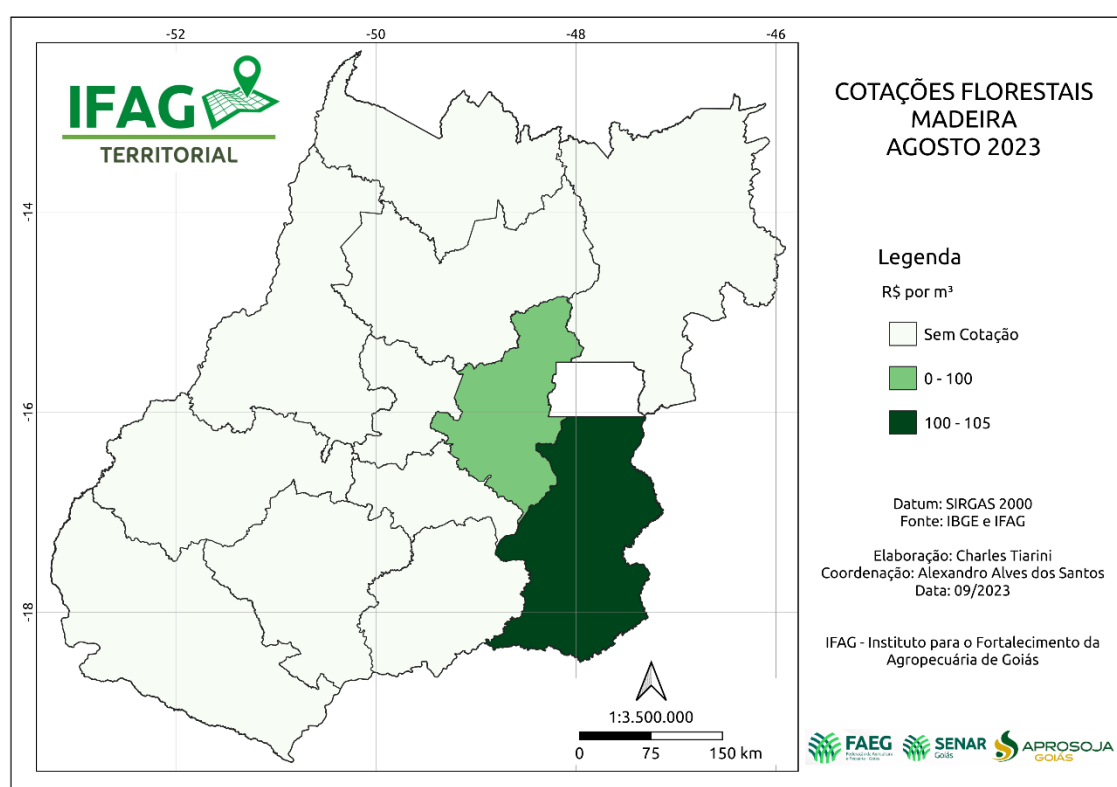 -52 -50 -48 -46
IFAG
TERRITORIAL
-14
-16
-18
1:3.500.000
0 75 150 km
COTAÇÕES FLORESTAIS
MADEIRA
AGOSTO 2023
Legenda
R$ por m³
Sem Cotação
0 - 100
100 - 105
Datum: SIRGAS 2000
Fonte: IBGE e IFAG
Elaboração: Charles Tiarini
Coordenação: Alexandro Alves dos Santos
Data: 09/2023
IFAG - Instituto para o Fortalecimento da
Agropecuária de Goiás
FAEG
SENAR
Goiás
APROSOJA
GOIÁS